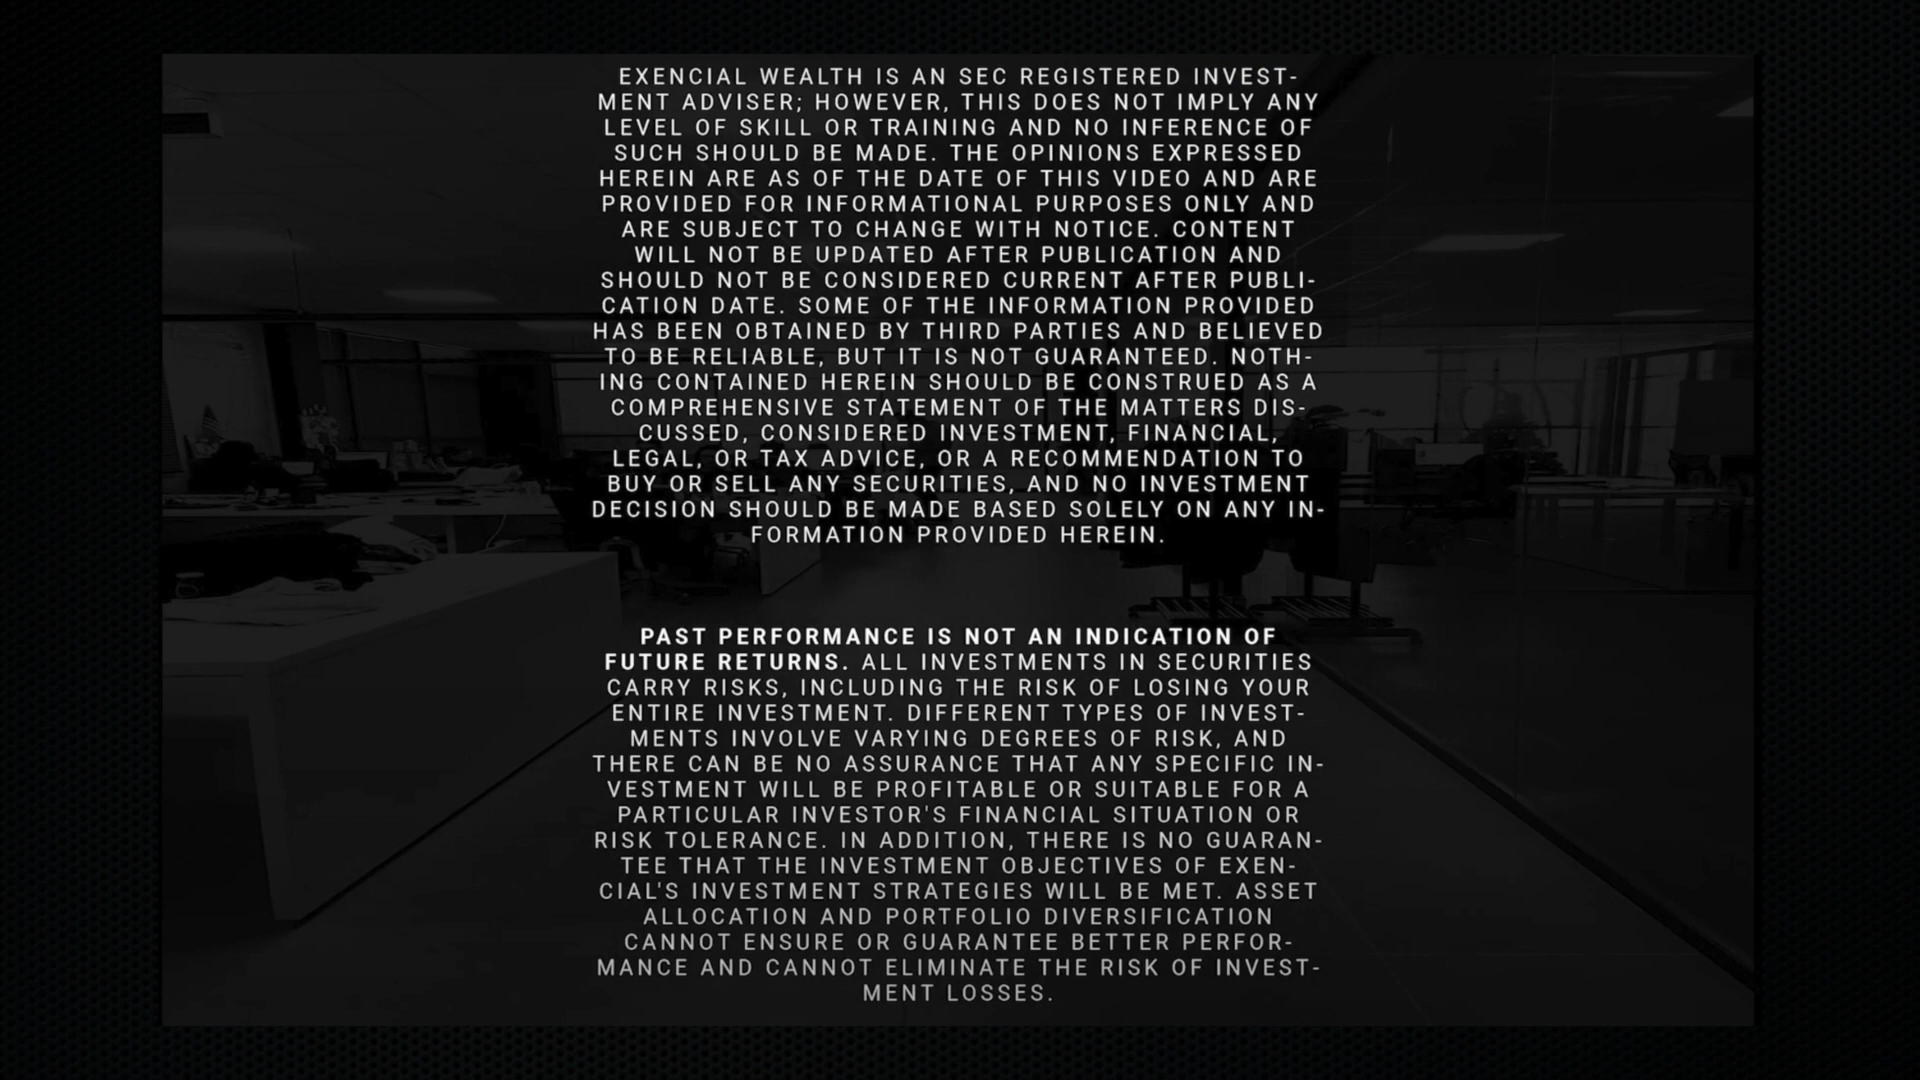 EXENCIAL WEALTH IS AN SEC REGISTERED INVEST-
MENT ADVISER; HOWEVER, THIS DOES NOT IMPLY ANY
LEVEL OF SKILL OR TRAINING AND NO INFERENCE OF
SUCH SHOULD BE MADE. THE OPINIONS EXPRESSED
HEREIN ARE AS OF THE DATE OF THIS VIDEO AND ARE
PROVIDED FOR INFORMATIONAL PURPOSES ONLY AND
ARE SUBJECT TO CHANGE WITH NOTICE. CONTENT
WILL NOT BE UPDATED AFTER PUBLICATION AND
SHOULD NOT BE CONSIDERED CURRENT AFTER PUBLI-
CATION DATE. SOME OF THE INFORMATION PROVIDED
HAS BEEN OBTAINED BY THIRD PARTIES AND BELIEVED
TO BE RELIABLE, BUT IT IS NOT GUARANTEED. NOTH-
ING CONTAINED HEREIN SHOULD BE CONSTRUED AS A
COMPREHENSIVE STATEMENT OF THE MATTERS DIS-
CUSSED, CONSIDERED INVESTMENT, FINANCIAL,
LEGAL, OR TAX ADVICE, OR A RECOMMENDATION TO
BUY OR SELL ANY SECURITIES, AND NO INVESTMENT
DECISION SHOULD BE MADE BASED SOLELY ON ANY IN-
FORMATION PROVIDED HEREIN.
PAST PERFORMANCE IS NOT AN INDICATION OF
FUTURE RETURNS. ALL INVESTMENTS IN SECURITIES
CARRY RISKS, INCLUDING THE RISK OF LOSING YOUR
ENTIRE INVESTMENT. DIFFERENT TYPES OF INVEST-
MENTS INVOLVE VARYING DEGREES OF RISK, AND
THERE CAN BE NO ASSURANCE THAT ANY SPECIFIC IN-
VESTMENT WILL BE PROFITABLE OR SUITABLE FOR A
PARTICULAR INVESTOR'S FINANCIAL SITUATION OR
RISK TOLERANCE. IN ADDITION, THERE IS NO GUARAN-
TEE THAT THE INVESTMENT OBJECTIVES OF EXEN-
CIAL'S INVESTMENT STRATEGIES WILL BE MET. ASSET
ALLOCATION AND PORTFOLIO DIVERSIFICATION
CANNOT ENSURE OR GUARANTEE BETTER PERFOR-
MANCE AND CANNOT ELIMINATE THE RISK OF INVEST-
MENT LOSSES.